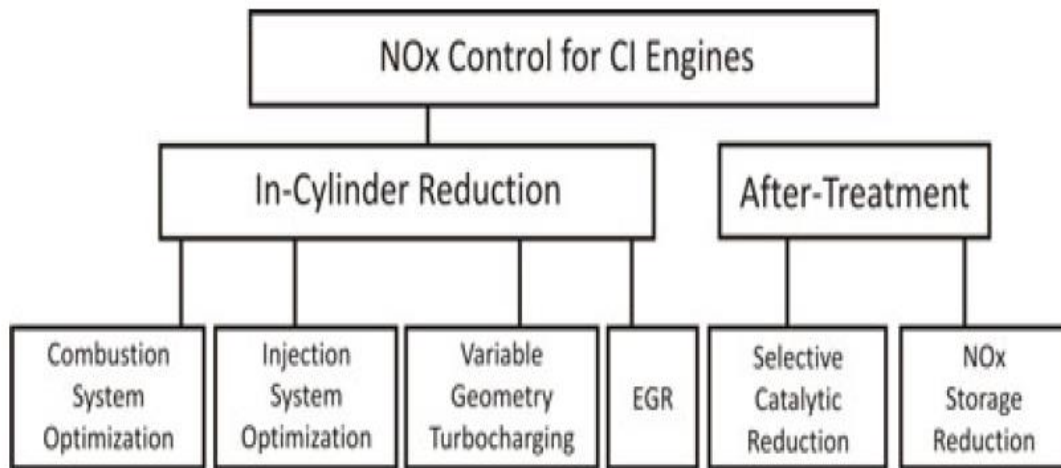 NOx Control for CI Engines
In-Cylinder Reduction
After-Treatment
Combustion
System
Optimization
Injection
System
Optimization
Variable
Geometry
Turbocharging
EGR
Selective
Catalytic
Reduction
NOx
Storage
Reduction